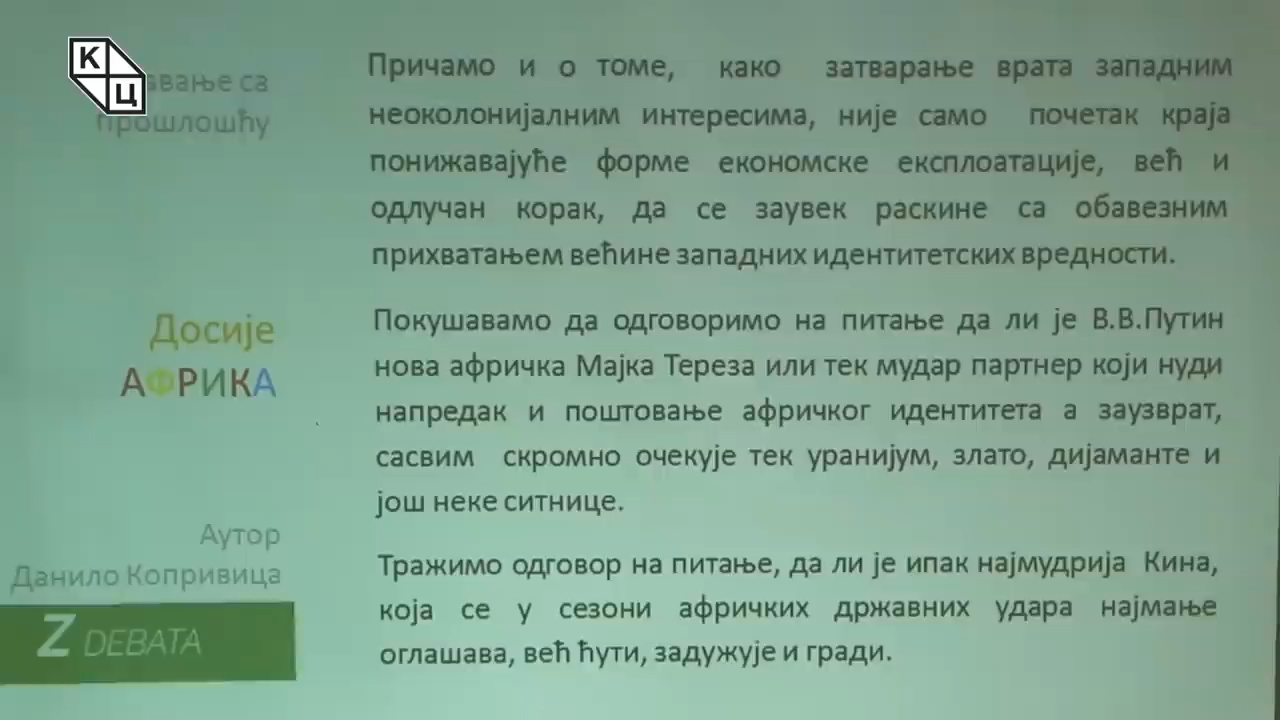 К
Ц
са
прошлошћу
Досије
АФРИКА
Аутор
Данило Копривица
Z DEBATA
Причамо и о томе, како затварање врата западним
неоколонијалним интересима, није само почетак краја
понижавајуће форме економске експлоатације, већ и
одлучан корак, да се заувек раскине са обавезним
прихватањем већине западних идентитетских вредности.
Покушавамо да одговоримо на питање да ли је В.В.Путин
нова афричка Мајка Тереза или тек мудар партнер који нуди
напредак и поштовање афричког идентитета а заузврат,
сасвим скромно очекује тек уранијум, злато, дијаманте и
још неке ситнице.
Тражимо одговор на питање, да ли је ипак најмудрија Кина,
која се у сезони афричких државних удара најмање
оглашава, већ ћути, задужује и гради.